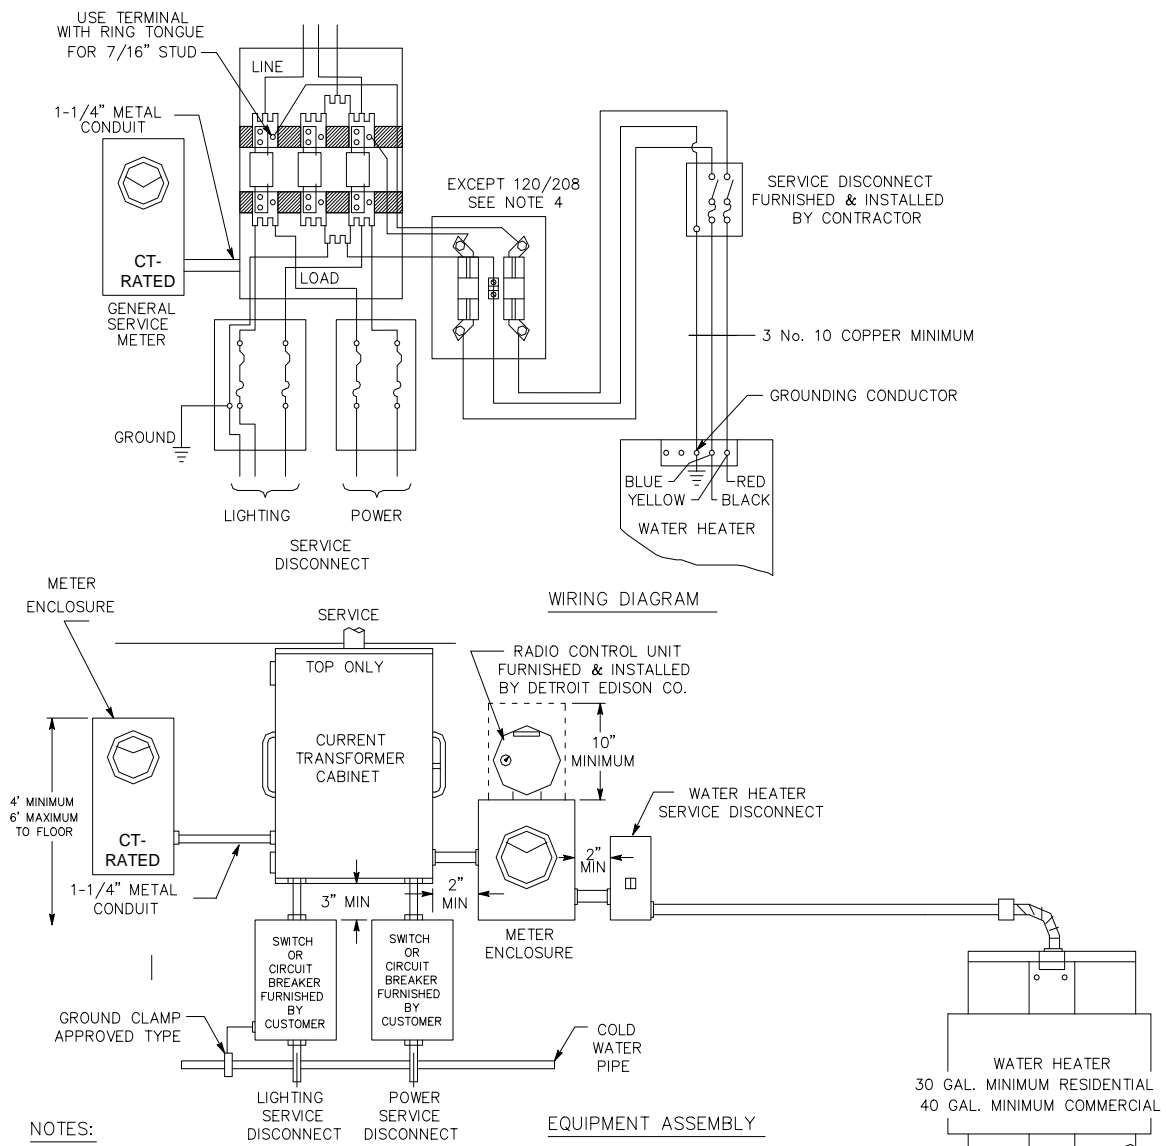 USE TERMINAL
WITH RING TONGUE
FOR 7/16" STUD
LINE
1-1/4" METAL
CONDUIT
EXCEPT 120/208
SEE NOTE 4
SERVICE DISCONNECT
FURNISHED & INSTALLED
BY CONTRACTOR
CT-
RATED
LOAD
GENERAL
SERVICE
METER
3 No. 10 COPPER MINIMUM
GROUNDING CONDUCTOR
GROUND
BLUE
RED
YELLOW
BLACK
WATER HEATER
LIGHTING
POWER
SERVICE
DISCONNECT
WIRING DIAGRAM
METER
ENCLOSURE
SERVICE
TOP ONLY
RADIO CONTROL UNIT
FURNISHED & INSTALLED
BY DETROIT EDISON CO.
CURRENT
TRANSFORMER
CABINET
10"
MINIMUM
WATER HEATER
SERVICE DISCONNECT
4' MINIMUM
6' MAXIMUM
TO FLOOR
CT-
RATED
1-1/4" METAL
CONDUIT
3" MIN
2"
MIN
2"
MIN
METER
ENCLOSURE
SWITCH
OR
CIRCUIT
BREAKER
FURNISHED
BY
CUSTOMER
SWITCH
OR
CIRCUIT
BREAKER
FURNISHED
BY
CUSTOMER
GROUND CLAMP
APPROVED TYPE
COLD
WATER
PIPE
WATER HEATER
30 GAL. MINIMUM RESIDENTIAL
40 GAL. MINIMUM COMMERCIAL
LIGHTING
SERVICE
DISCONNECT
POWER
SERVICE
DISCONNECT
EQUIPMENT ASSEMBLY
NOTES: